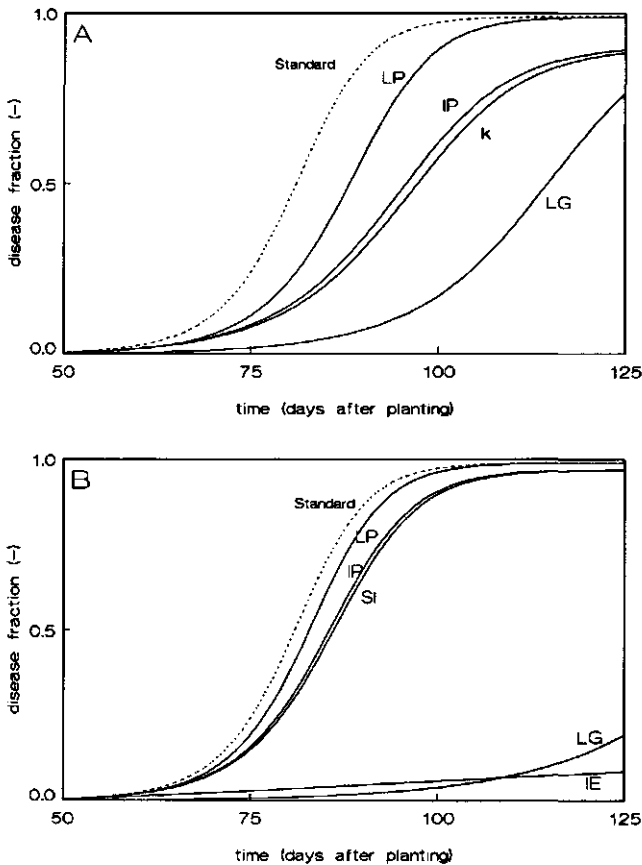 A
1.0
Standard
LP
IP
k
LG
0.5
0.0
disease fraction (-)
50 75 100 125
time (days after planting)
B
1.0
Standard
LP
IP
SI
0.5
LG
IE
0.0
disease fraction (-)
50 75 100 125
time (days after planting)